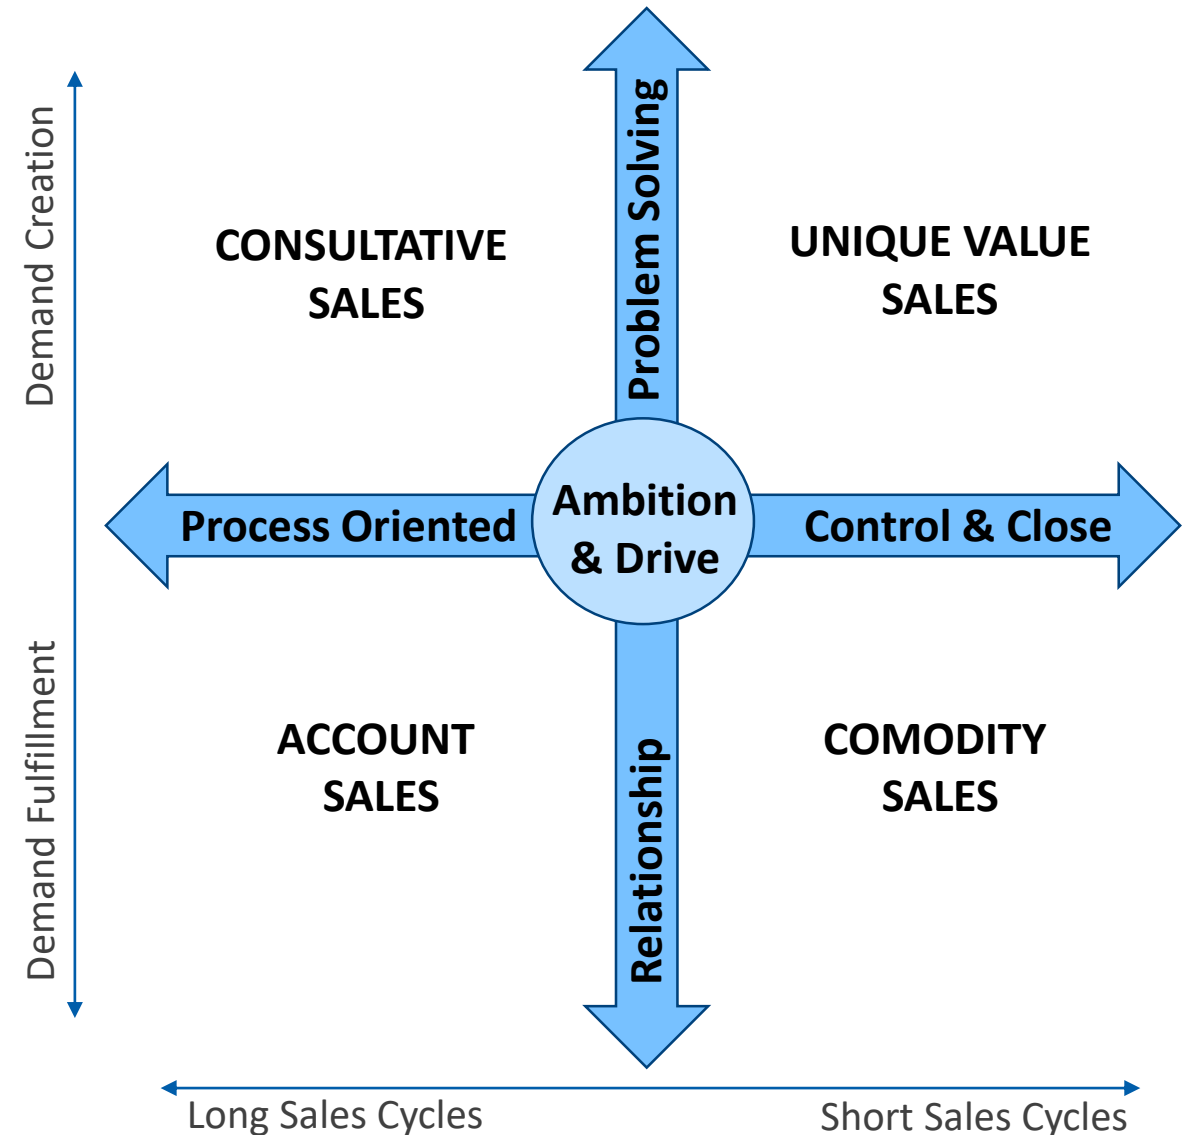 Problem Solving
Demand Creation
CONSULTATIVE
SALES
UNIQUE VALUE
SALES
Process Oriented
Ambition
& Drive
Control & Close
Demand Fulfillment
ACCOUNT
SALES
Relationship
COMODITY
SALES
Long Sales Cycles
Short Sales Cycles